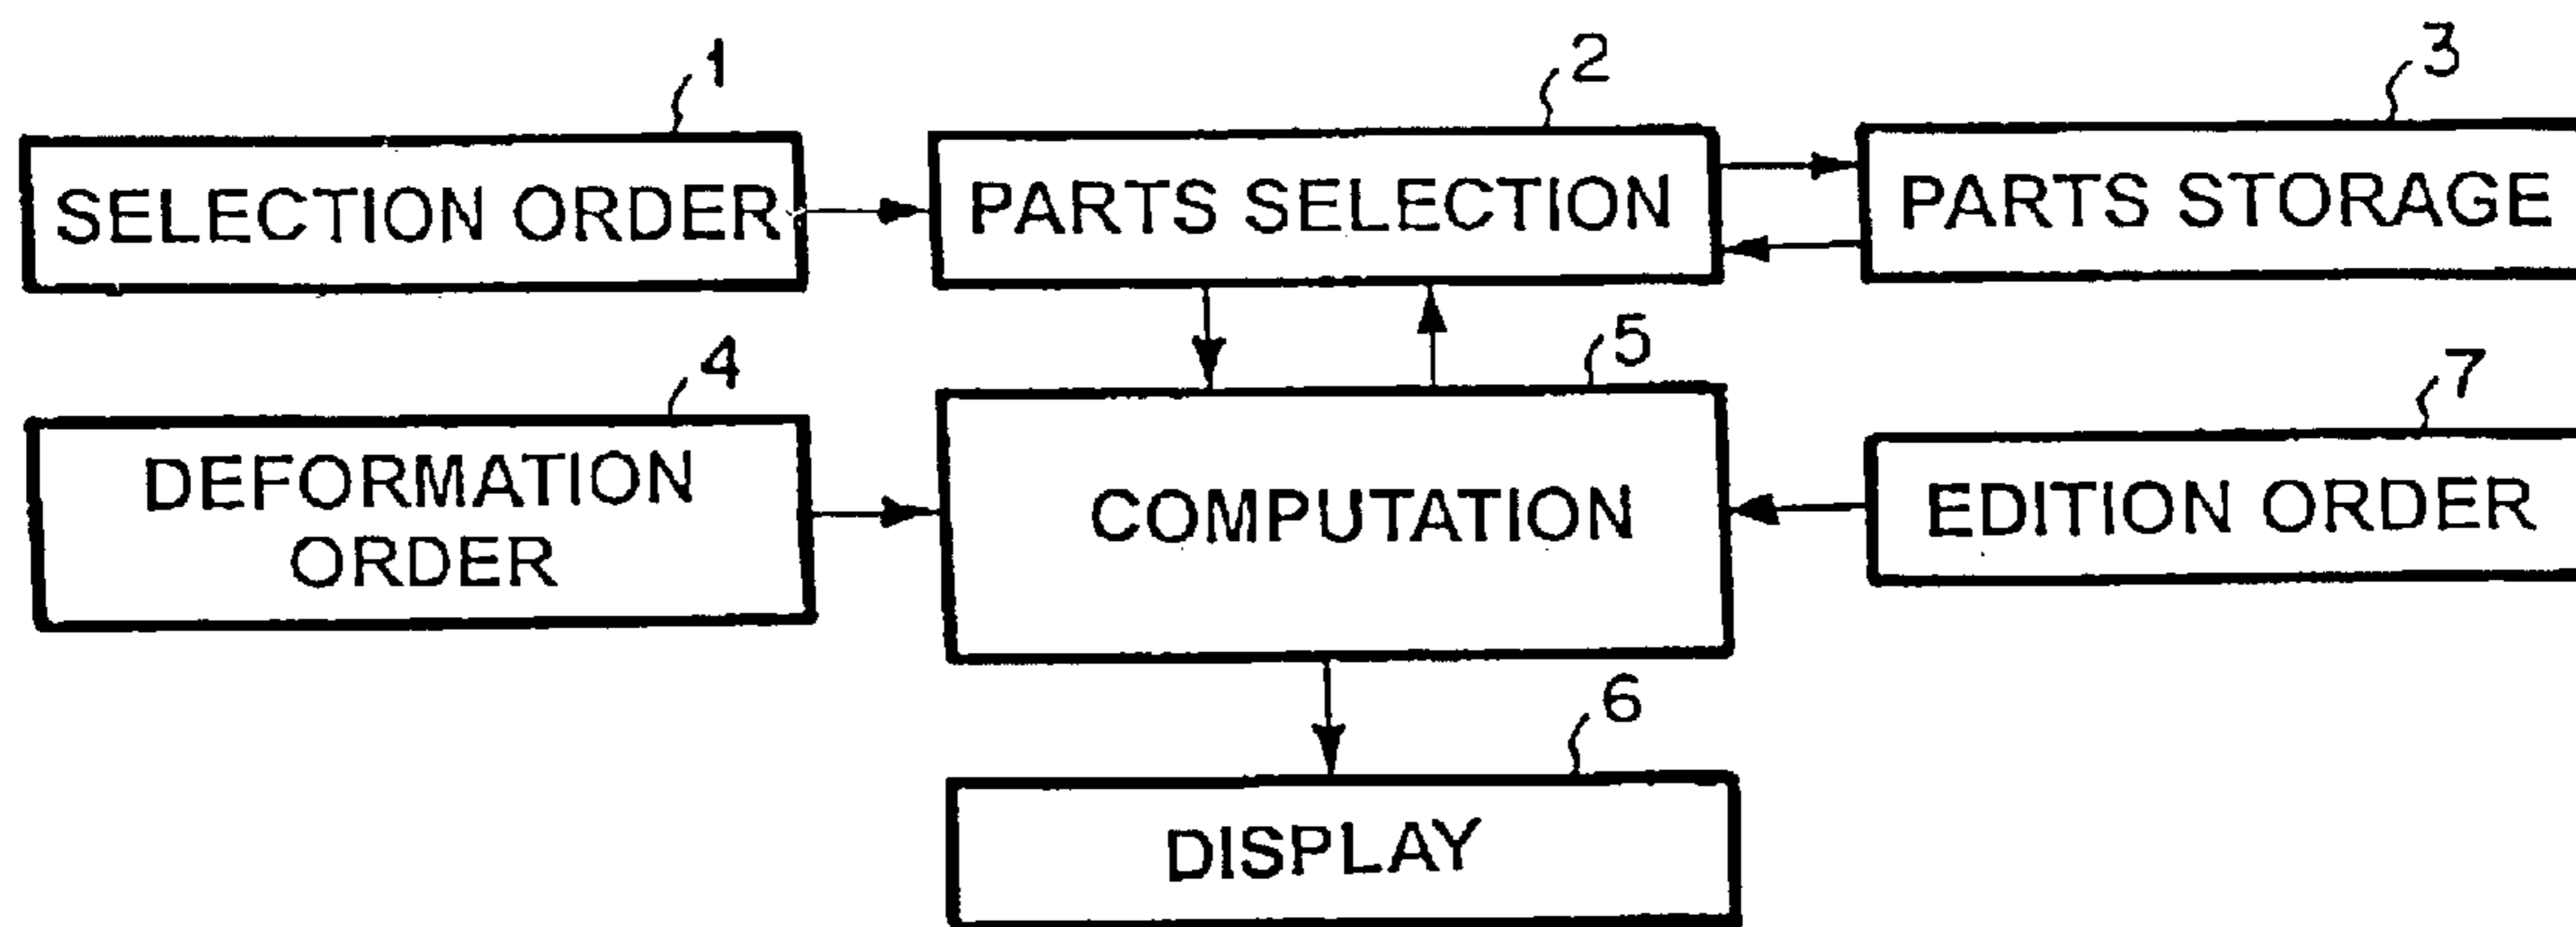 1
2
3
SELECTION ORDER
PARTS SELECTION
PARTS STORAGE
4
5
7
DEFORMATION
ORDER
COMPUTATION
EDITION ORDER
6
DISPLAY